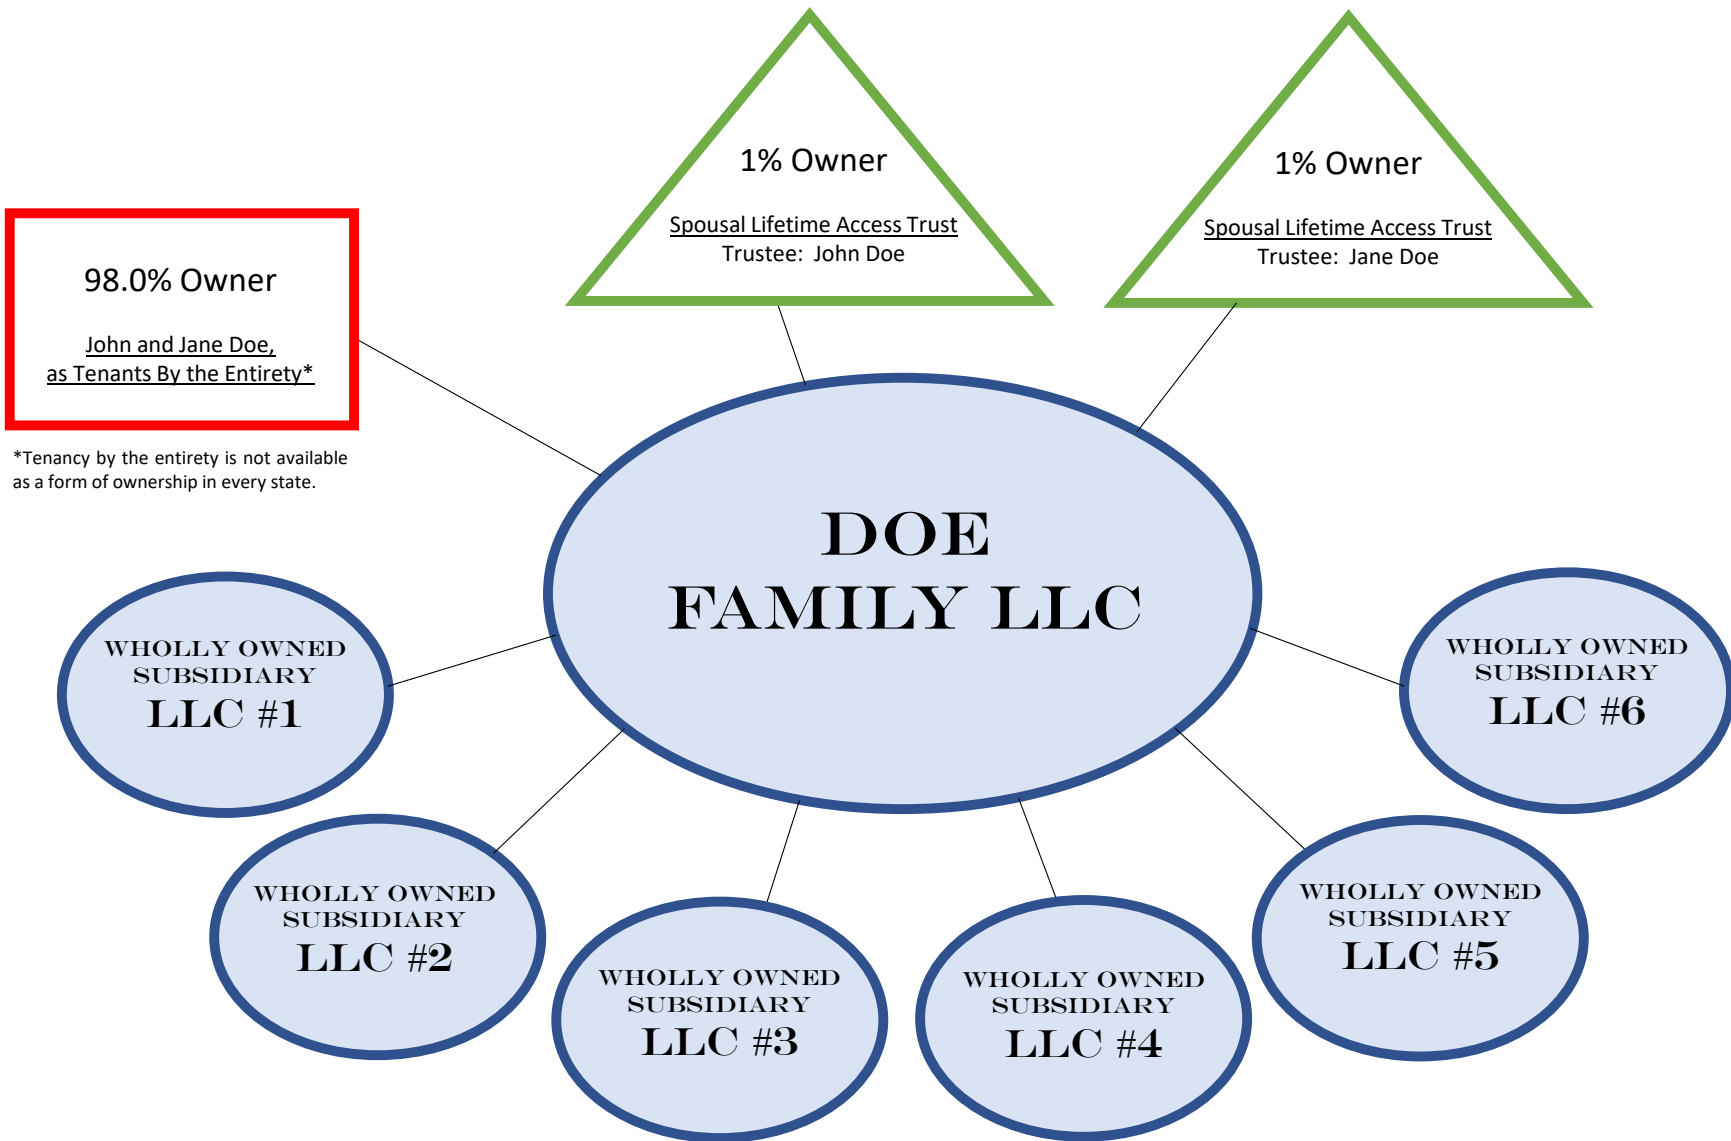 1% Owner
Spousal Lifetime Access Trust
Trustee:  John Doe
1% Owner
Spousal Lifetime Access Trust
Trustee:  Jane Doe
98.0% Owner
John and Jane Doe,
as Tenants By the Entirety*
*Tenancy by the entirety is not available
as a form of ownership in every state.
DOE
FAMILY LLC
WHOLLY OWNED
SUBSIDIARY
LLC #1
WHOLLY OWNED
SUBSIDIARY
LLC #2
WHOLLY OWNED
SUBSIDIARY
LLC #3
WHOLLY OWNED
SUBSIDIARY
LLC #4
WHOLLY OWNED
SUBSIDIARY
LLC #5
WHOLLY OWNED
SUBSIDIARY
LLC #6